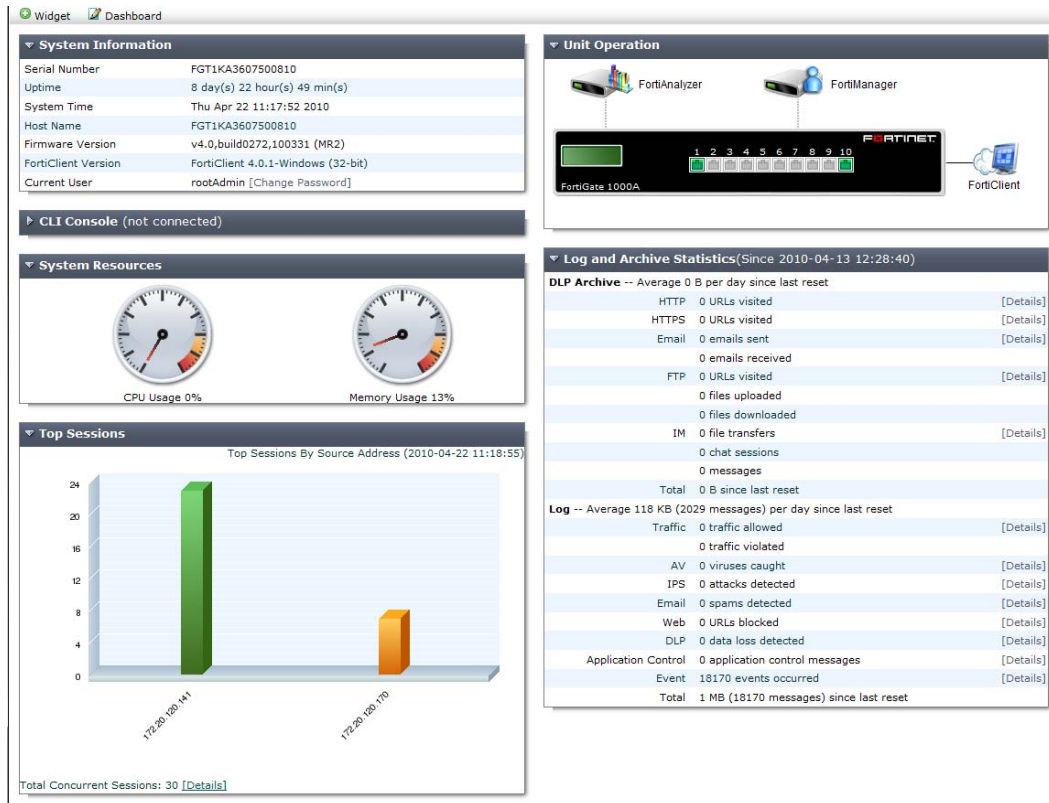 Widget Dashboard
System Information
Serial Number FGT1KA3607500810
Uptime 8 day(s) 22 hour(s) 49 min(s)
System Time Thu Apr 22 11:17:52 2010
Host Name FGT1KA3607500810
Firmware Version v4.0,build0272,100331 (MR2)
FortiClient Version FortiClient 4.0.1-Windows (32-bit)
Current User rootAdmin [Change Password]
CLI Console (not connected)
System Resources
CPU Usage 0% Memory Usage 13%
Top Sessions
Top Sessions By Source Address (2010-04-22 11:18:55)
24
20
16
12
8
4
0
172.20.120.141 172.20.120.170
Total Concurrent Sessions: 30 [Details]
Unit Operation
FortiAnalyzer FortiManager
FORTINET
1 2 3 4 5 6 7 8 9 10
FortiGate 1000A
FortiClient
Log and Archive Statistics(Since 2010-04-13 12:28:40)
DLP Archive -- Average 0 B per day since last reset
HTTP 0 URLs visited [Details]
HTTPS 0 URLs visited [Details]
Email 0 emails sent [Details]
0 emails received
FTP 0 URLs visited [Details]
0 files uploaded
0 files downloaded
IM 0 file transfers [Details]
0 chat sessions
0 messages
Total 0 B since last reset
Log -- Average 118 KB (2029 messages) per day since last reset
Traffic 0 traffic allowed [Details]
0 traffic violated
AV 0 viruses caught [Details]
IPS 0 attacks detected [Details]
Email 0 spams detected [Details]
Web 0 URLs blocked [Details]
DLP 0 data loss detected [Details]
Application Control 0 application control messages [Details]
Event 18170 events occurred [Details]
Total 1 MB (18170 messages) since last reset